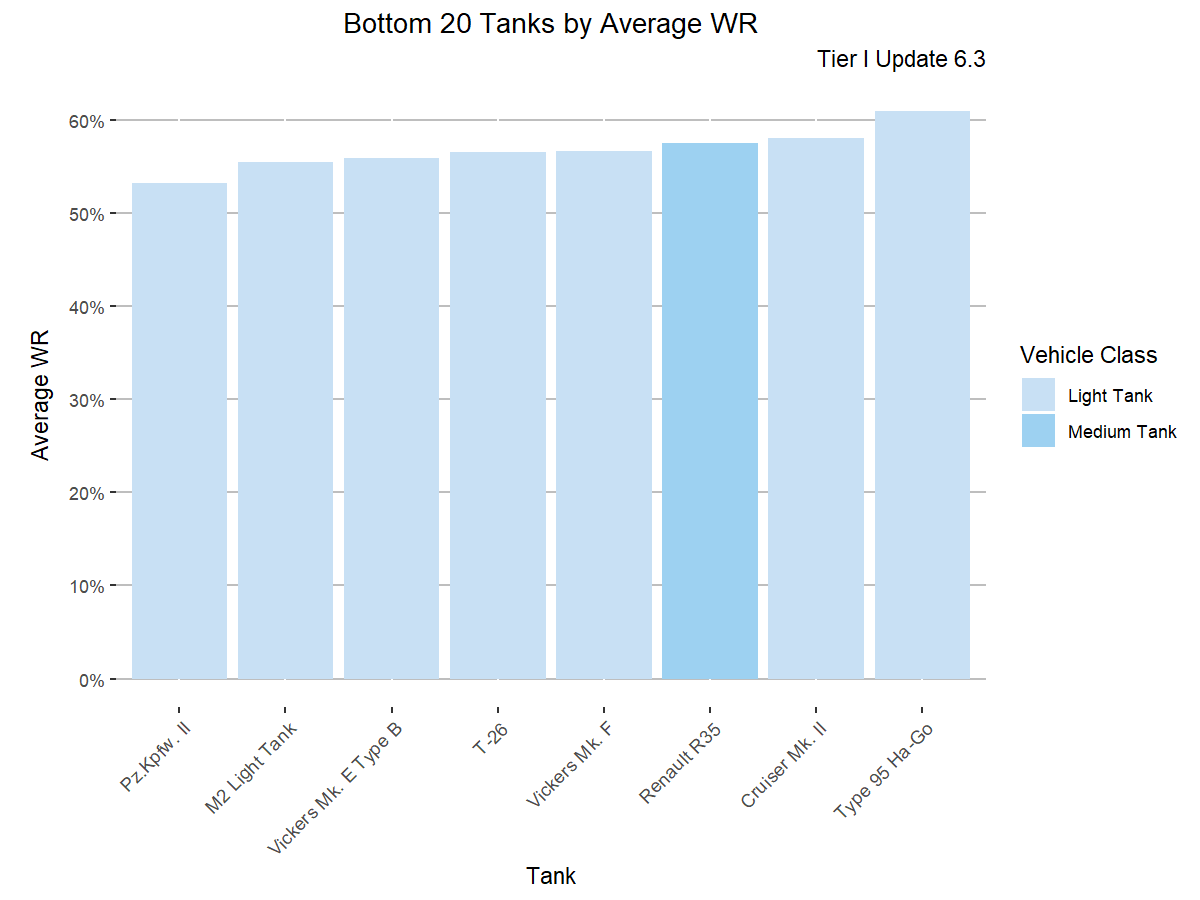 Bottom 20 Tanks by Average WR
Tier I Update 6.3
Average WR
60%
50%
40%
30%
20%
10%
0%
Pz.Kpfw. II
M2 Light Tank
Vickers Mk. E Type B
T-26
Vickers Mk. F
Renault R35
Cruiser Mk. II
Type 95 Ha-Go
Tank
Vehicle Class
Light Tank
Medium Tank